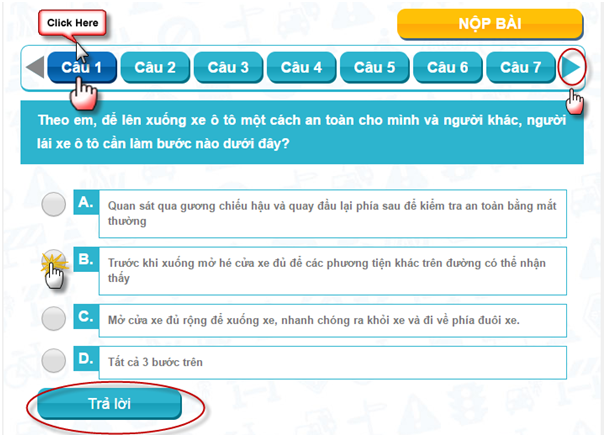 Click Here
NỘP BÀI
Câu 1 Câu 2 Câu 3 Câu 4 Câu 5 Câu 6 Câu 7
Theo em, để lên xuống xe ô tô một cách an toàn cho mình và người khác, người
lái xe ô tô cần làm bước nào dưới đây?
A. Quan sát qua gương chiếu hậu và quay đầu lại phía sau để kiểm tra an toàn bằng mắt
thường
B. Trước khi xuống mở hé cửa xe đủ để các phương tiện khác trên đường có thể nhận
thấy
C. Mở cửa xe đủ rộng để xuống xe, nhanh chóng ra khỏi xe và đi về phía đuôi xe.
D. Tất cả 3 bước trên
Trả lời